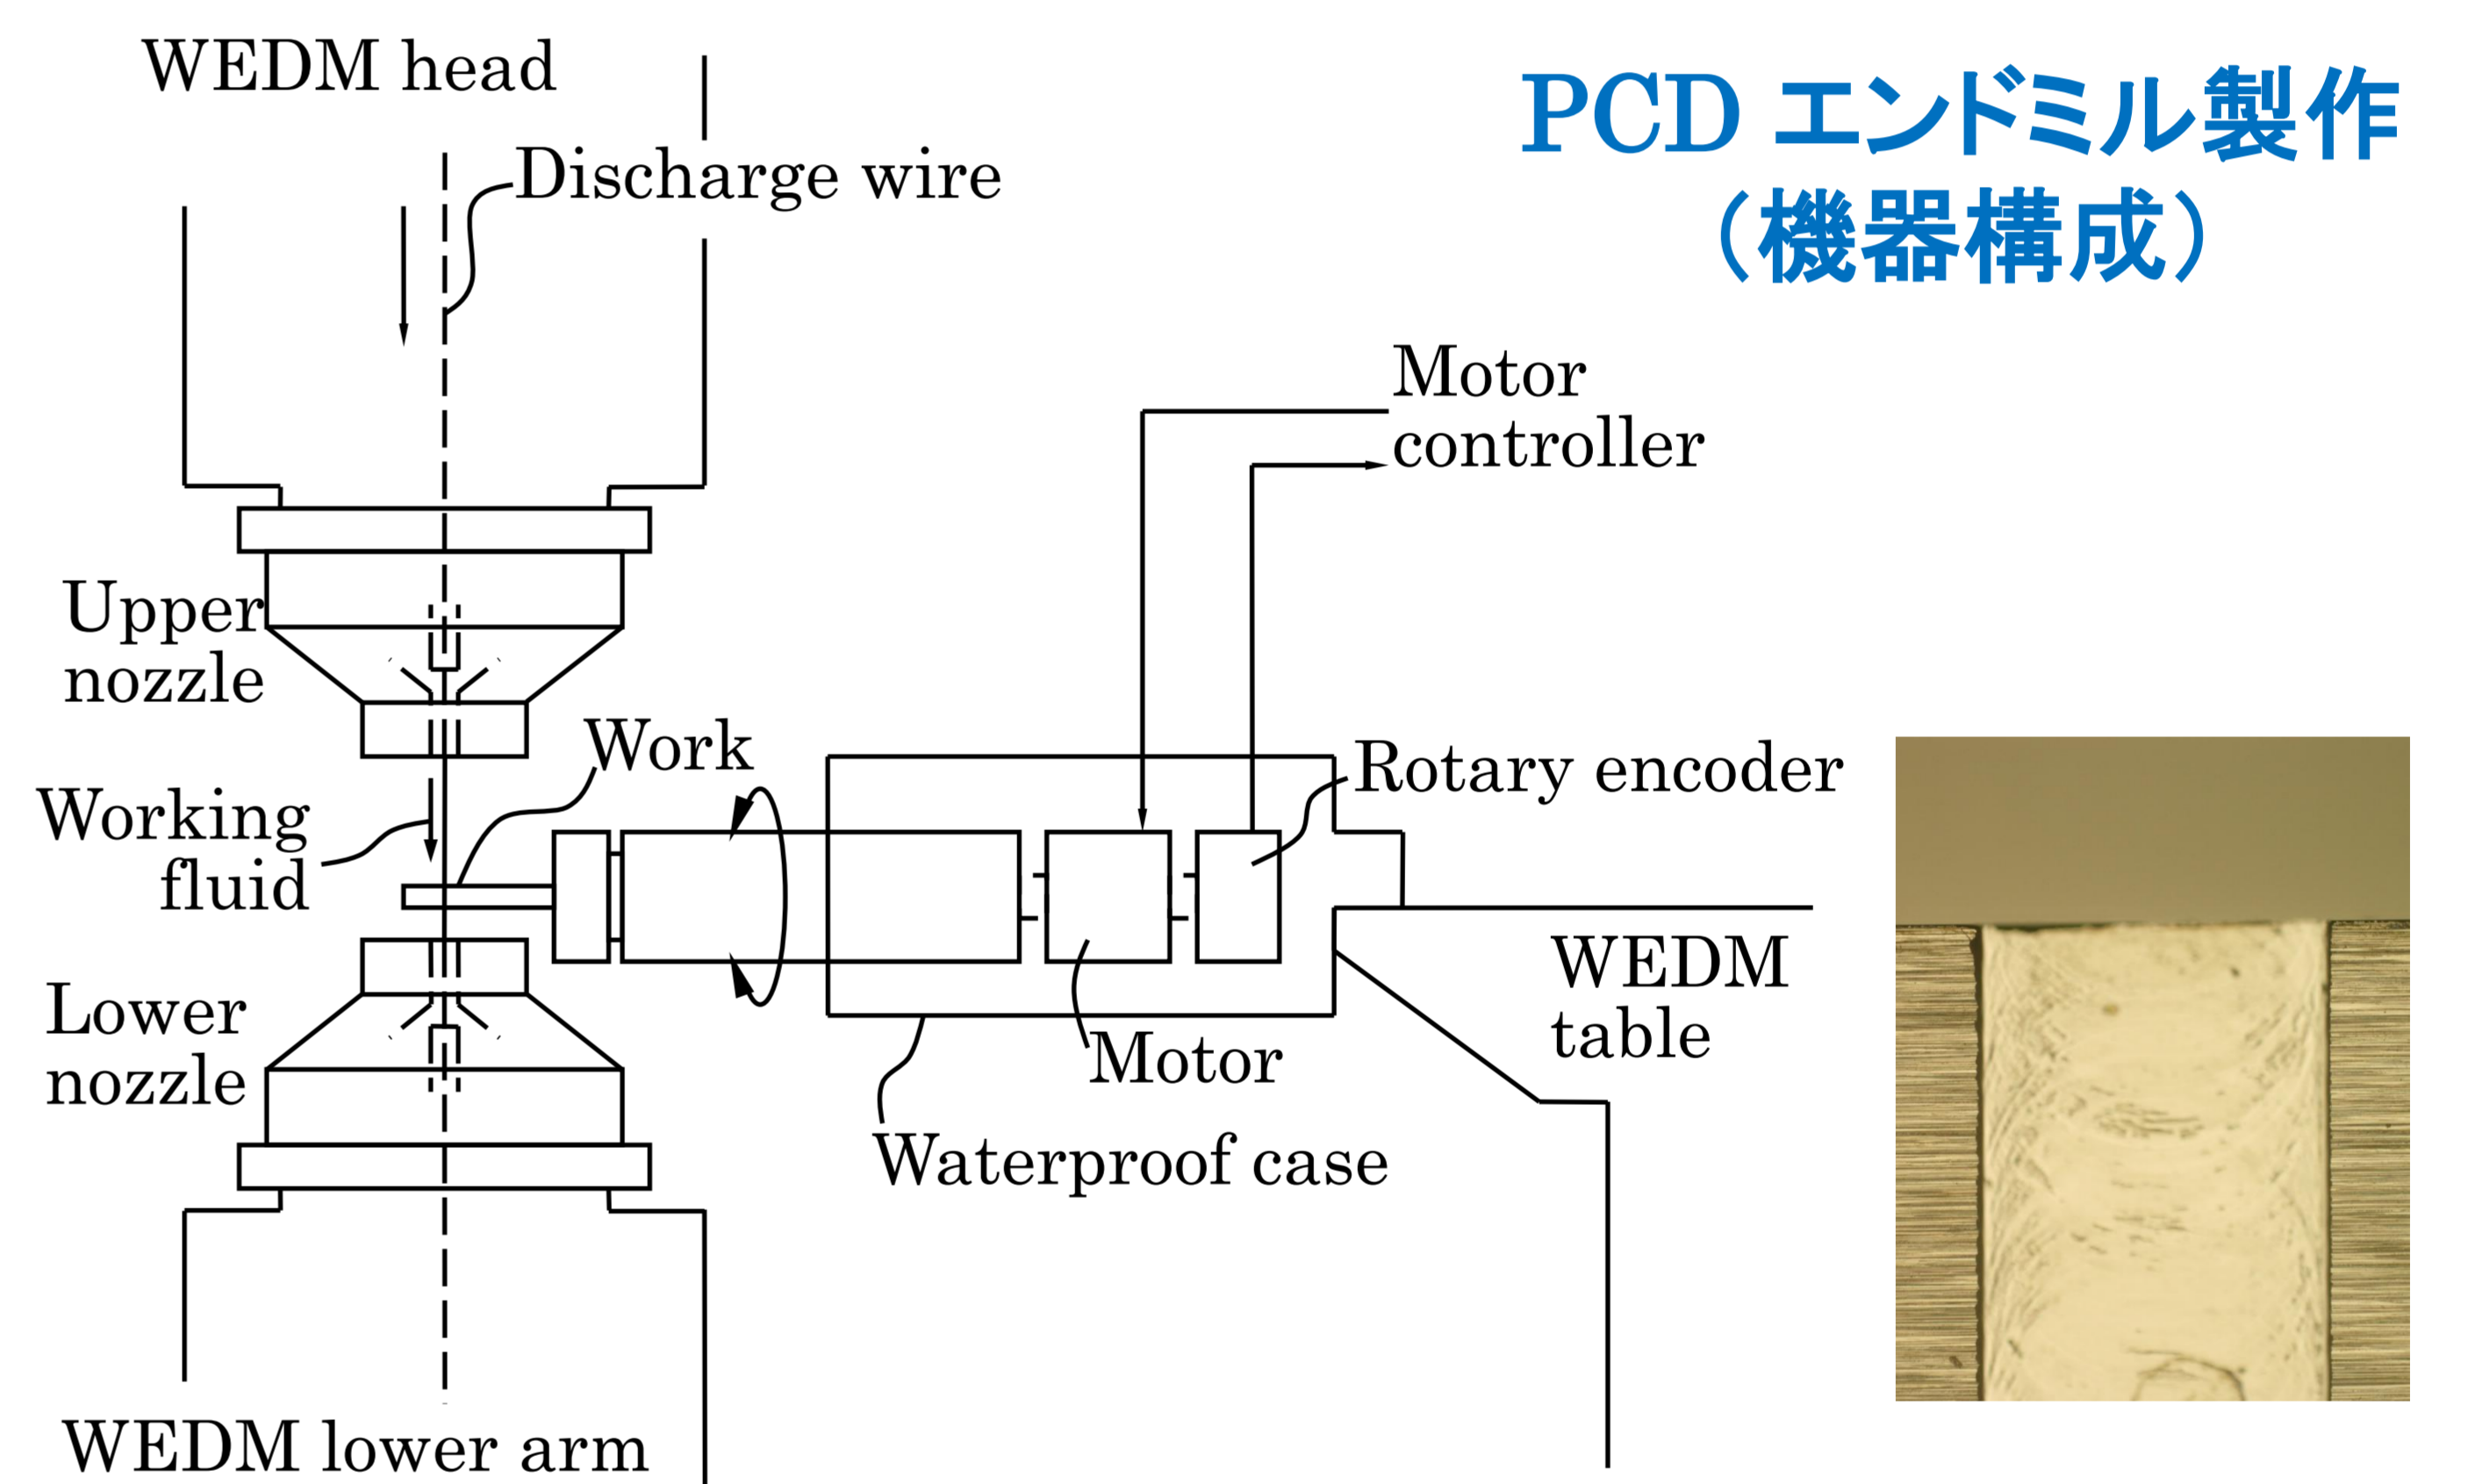 WEDM head
Discharge wire
PCD エンドミル製作
（機器構成）
Motor
controller
Upper
nozzle
Work
Rotary encoder
Working
fluid
WEDM
table
Lower
nozzle
Motor
Waterproof case
WEDM lower arm